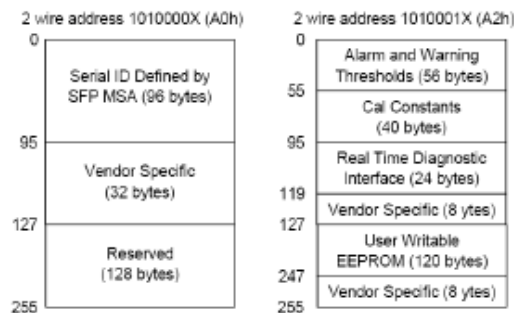 2 wire address 1010000X (A0h)
0
Serial ID Defined by
SFP MSA (96 bytes)
95
Vendor Specific
(32 bytes)
127
Reserved
(128 bytes)
255
2 wire address 1010001X (A2h)
0
Alarm and Warning
Thresholds (56 bytes)
55
Cal Constants
(40 bytes)
95
Real Time Diagnostic
Interface (24 bytes)
119
Vendor Specific (8 ytes)
127
User Writable
EEPROM (120 bytes)
247
Vendor Specific (8 ytes)
255